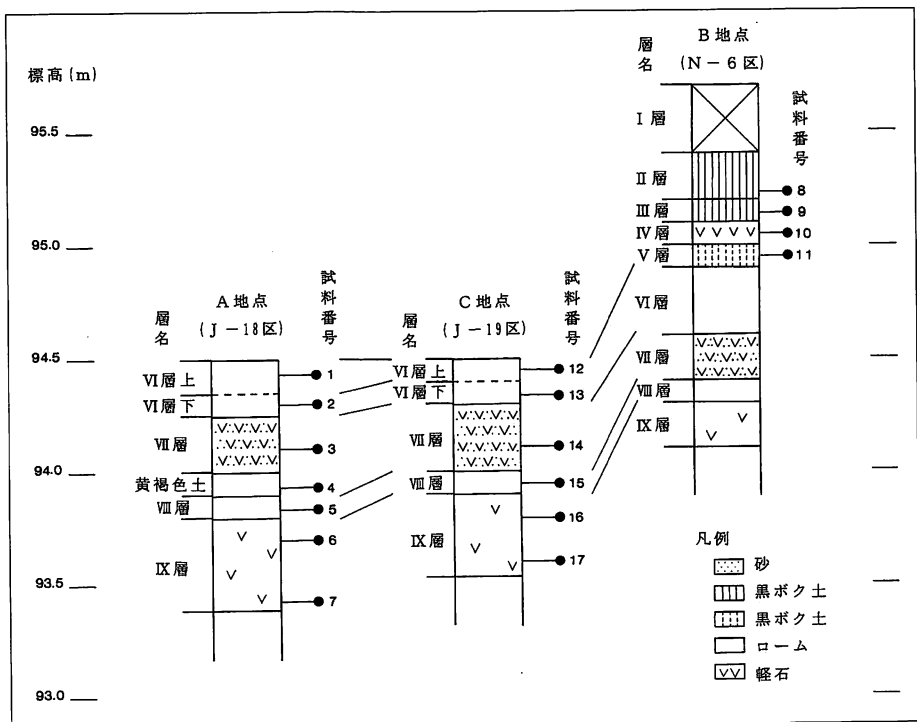 標高(m)
95.5
95.0
94.5
94.0
93.5
93.0
A地点
(J-18区)
層名
試料番号
VI層上
VI層下
VII層
黄褐色土
VII層
IX層
1
2
3
4
5
6
7
C地点
(J-19区)
層名
試料番号
VI層上
VI層下
VII層
VIII層
IX層
12
13
14
15
16
17
B地点
(N-6区)
層名
試料番号
I層
II層
III層
IV層
V層
VI層
VII層
VIII層
IX層
8
9
10
11
凡例
砂
黒ボク土
黒ボク土
ローム
軽石